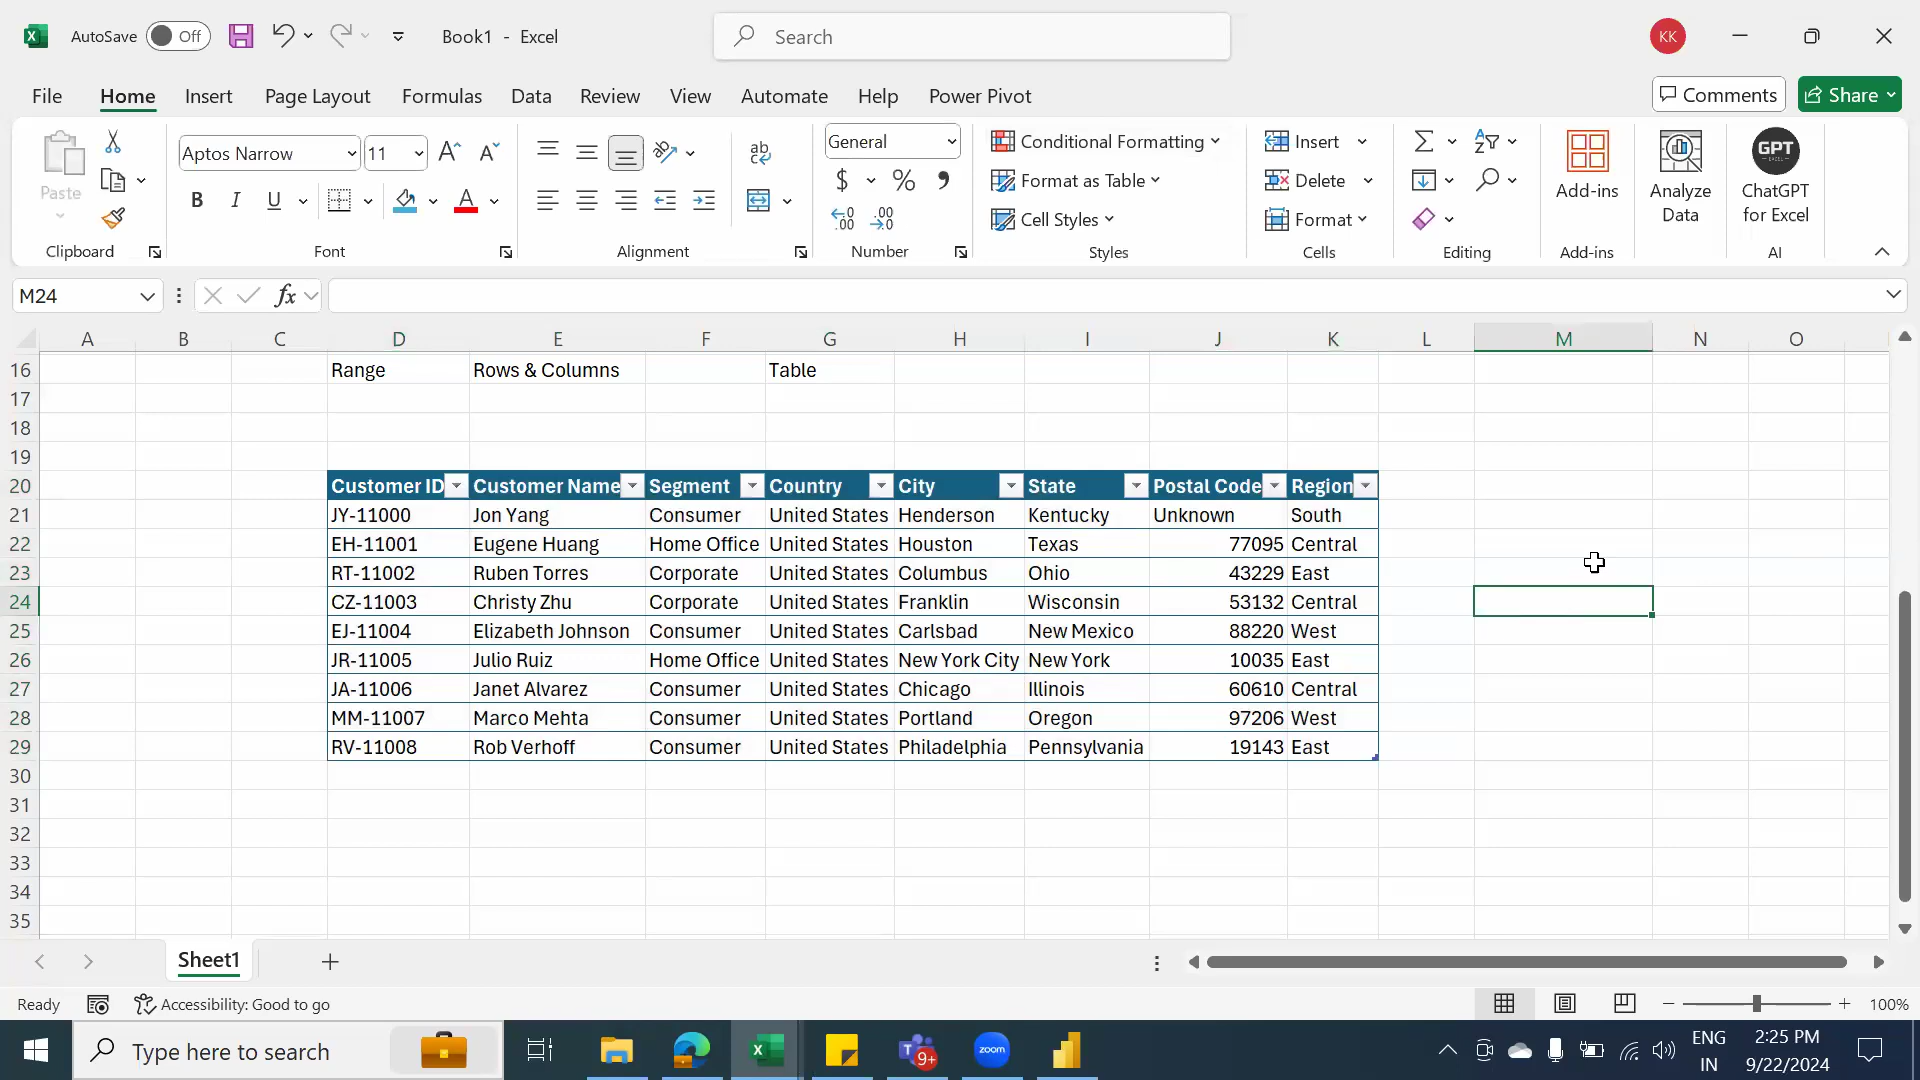 AutoSave Off Book1 - Excel Search KK
File Home Insert Page Layout Formulas Data Review View Automate Help Power Pivot Comments Share
Paste Aptos Narrow 11 General Conditional Formatting Insert Add-ins Analyze Data ChatGPT for Excel
B I U ab $ % Format as Table Delete GPT EXCEL
Cell Styles Format
Clipboard Font Alignment Number Styles Cells Editing Add-ins AI
M24 fx
A B C D E F G H I J K L M N O
16 Range Rows & Columns Table
17
18
19
20 Customer ID Customer Name Segment Country City State Postal Code Region
21 JY-11000 Jon Yang Consumer United States Henderson Kentucky Unknown South
22 EH-11001 Eugene Huang Home Office United States Houston Texas 77095 Central
23 RT-11002 Ruben Torres Corporate United States Columbus Ohio 43229 East
24 CZ-11003 Christy Zhu Corporate United States Franklin Wisconsin 53132 Central
25 EJ-11004 Elizabeth Johnson Consumer United States Carlsbad New Mexico 88220 West
26 JR-11005 Julio Ruiz Home Office United States New York City New York 10035 East
27 JA-11006 Janet Alvarez Consumer United States Chicago Illinois 60610 Central
28 MM-11007 Marco Mehta Consumer United States Portland Oregon 97206 West
29 RV-11008 Rob Verhoff Consumer United States Philadelphia Pennsylvania 19143 East
30
31
32
33
34
35
Sheet1
Ready Accessibility: Good to go 100%
Type here to search 9+ zoom ENG 2:25 PM
IN 9/22/2024